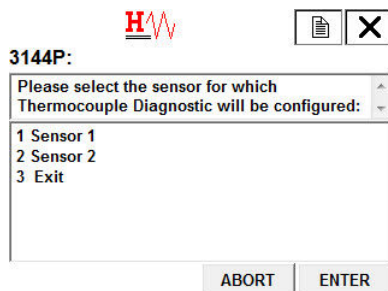 H
3144P:
Please select the sensor for which
Thermocouple Diagnostic will be configured:
1 Sensor 1
2 Sensor 2
3 Exit
ABORT ENTER